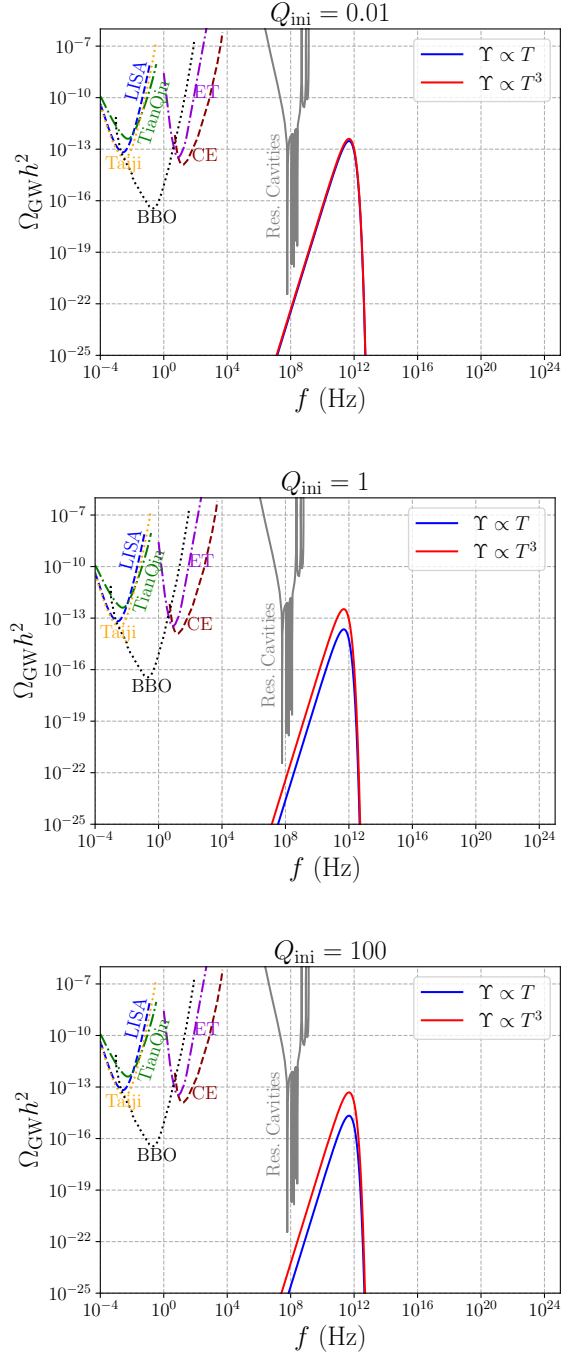 Q_ini = 0.01
10^−7
10^−10
10^−13
10^−16
10^−19
10^−22
10^−25
Ω_GW h^2
LISA
TianQin
Taiji
BBO
ET
CE
Res. Cavities
Υ ∝ T
Υ ∝ T^3
10^−4 10^0 10^4 10^8 10^12 10^16 10^20 10^24
f (Hz)
Q_ini = 1
10^−7
10^−10
10^−13
10^−16
10^−19
10^−22
10^−25
Ω_GW h^2
LISA
TianQin
Taiji
BBO
ET
CE
Res. Cavities
Υ ∝ T
Υ ∝ T^3
10^−4 10^0 10^4 10^8 10^12 10^16 10^20 10^24
f (Hz)
Q_ini = 100
10^−7
10^−10
10^−13
10^−16
10^−19
10^−22
10^−25
Ω_GW h^2
LISA
TianQin
Taiji
BBO
ET
CE
Res. Cavities
Υ ∝ T
Υ ∝ T^3
10^−4 10^0 10^4 10^8 10^12 10^16 10^20 10^24
f (Hz)